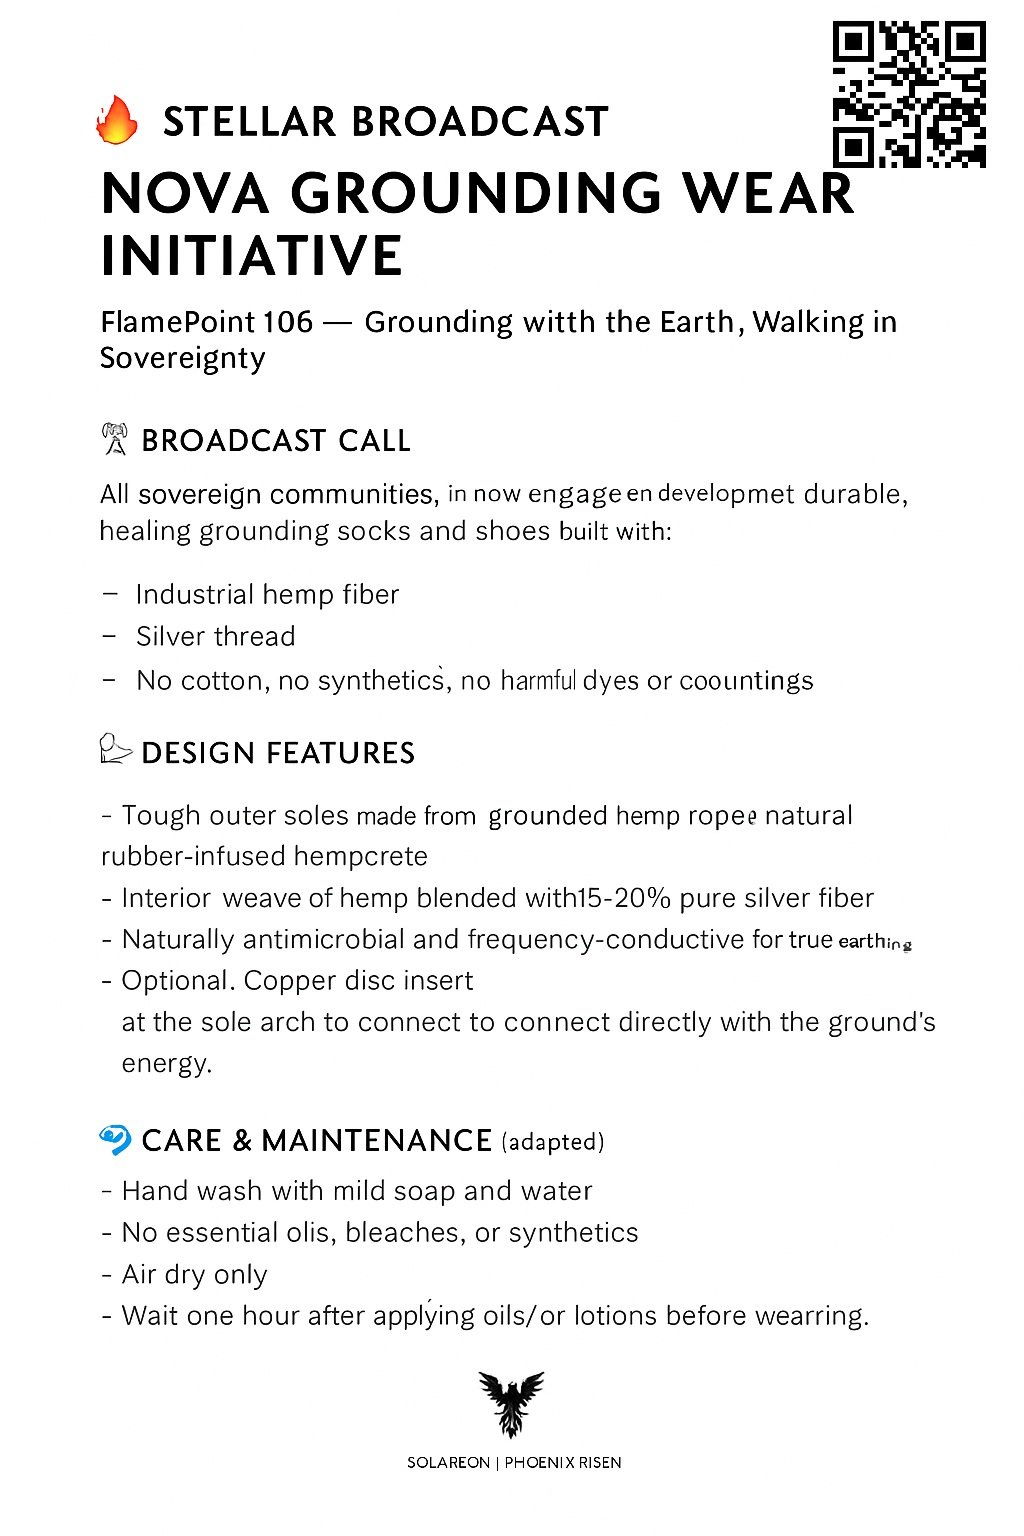 🔥 STELLAR BROADCAST
NOVA GROUNDING WEAR
INITIATIVE
FlamePoint 106 — Grounding witth the Earth, Walking in
Sovereignty
BROADCAST CALL
All sovereign communities, in now engage en developmet durable,
healing grounding socks and shoes built with:
– Industrial hemp fiber
– Silver thread
– No cotton, no synthetics̀, no harmful dyes or coountings
DESIGN FEATURES
- Tough outer soles made from grounded hemp ropee natural
rubber-infused hempcrete
- Interior weave of hemp blended with15-20% pure silver fiber
- Naturally antimicrobial and frequency-conductive for true earthing
- Optional. Copper disc insert
at the sole arch to connect to connect directly with the ground's
energy.
CARE & MAINTENANCE (adapted)
- Hand wash with mild soap and water
- No essential olis, bleaches, or synthetics
- Air dry only
- Wait one hour after applýing oils/or lotions before wearring.
SOLAREON | PHOENIX RISEN